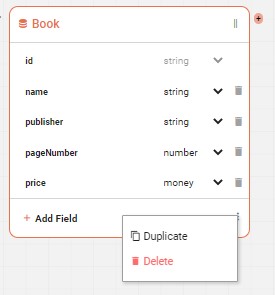 Book
id string
name string
publisher string
pageNumber number
price money
+ Add Field
Duplicate
Delete